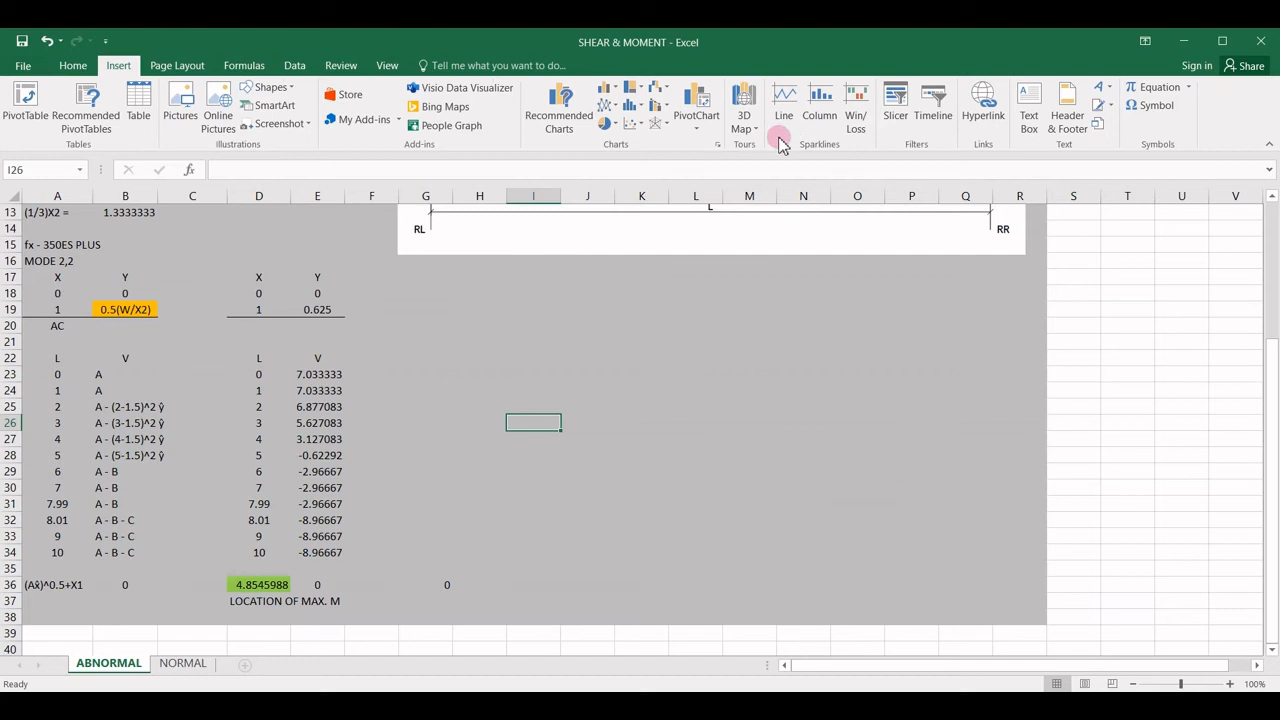 SHEAR & MOMENT - Excel
File Home Insert Page Layout Formulas Data Review View Tell me what you want to do... Sign in Share
PivotTable Recommended PivotTables Table Pictures Online Pictures Shapes SmartArt Screenshot Store My Add-ins Visio Data Visualizer Bing Maps People Graph Recommended Charts PivotChart 3D Map Line Column Win/Loss Slicer Timeline Hyperlink Text Box Header & Footer Equation Symbol
Tables Illustrations Add-ins Charts Tours Sparklines Filters Links Text Symbols
I26 fx
A B C D E F G H I J K L M N O P Q R S T U V
13 (1/3)X2 = 1.3333333 L
14 RL RR
15 fx - 350ES PLUS
16 MODE 2,2
17 X Y X Y
18 0 0 0 0
19 1 0.5(W/X2) 1 0.625
20 AC
21
22 L V L V
23 0 A 0 7.033333
24 1 A 1 7.033333
25 2 A - (2-1.5)^2 ŷ 2 6.877083
26 3 A - (3-1.5)^2 ŷ 3 5.627083
27 4 A - (4-1.5)^2 ŷ 4 3.127083
28 5 A - (5-1.5)^2 ŷ 5 -0.62292
29 6 A - B 6 -2.96667
30 7 A - B 7 -2.96667
31 7.99 A - B 7.99 -2.96667
32 8.01 A - B - C 8.01 -8.96667
33 9 A - B - C 9 -8.96667
34 10 A - B - C 10 -8.96667
35
36 (Ax̂)^0.5+X1 0 4.8545988 0 0
37 LOCATION OF MAX. M
38
39
40
ABNORMAL NORMAL
Ready 100%